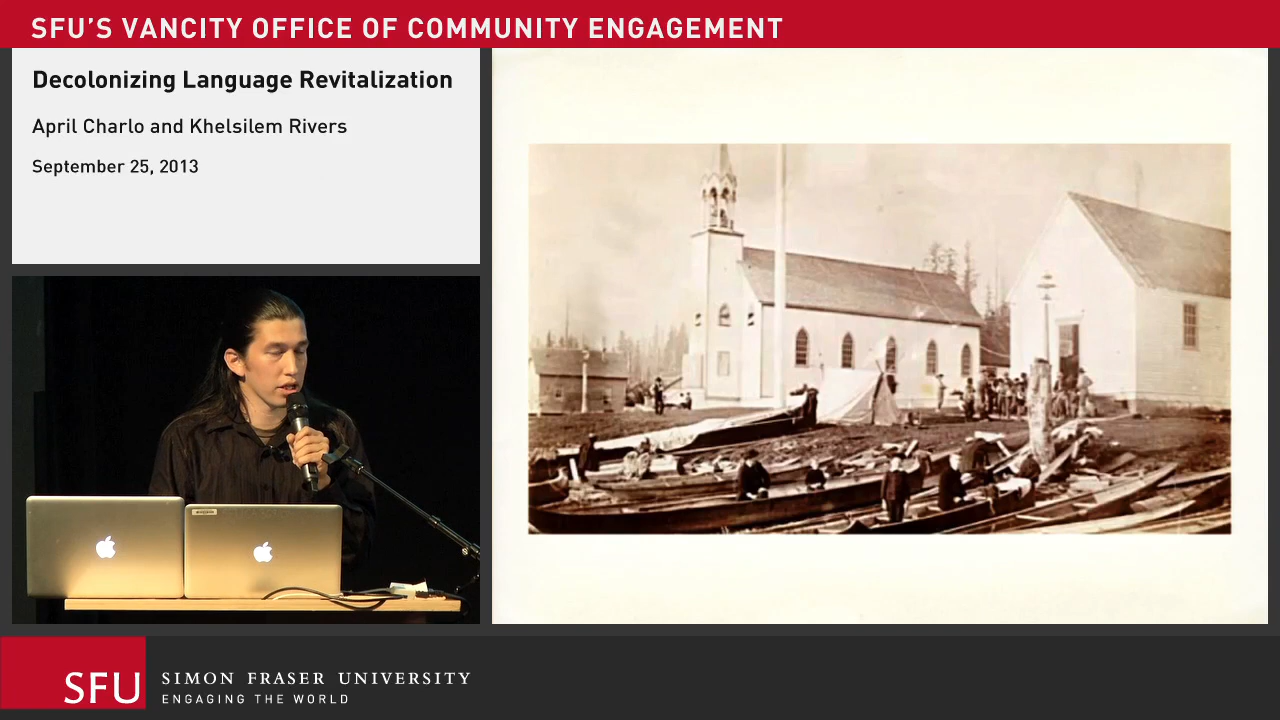 SFU'S VANCITY OFFICE OF COMMUNITY ENGAGEMENT
Decolonizing Language Revitalization
April Charlo and Khelsilem Rivers
September 25, 2013
SFU
SIMON FRASER UNIVERSITY
ENGAGING THE WORLD